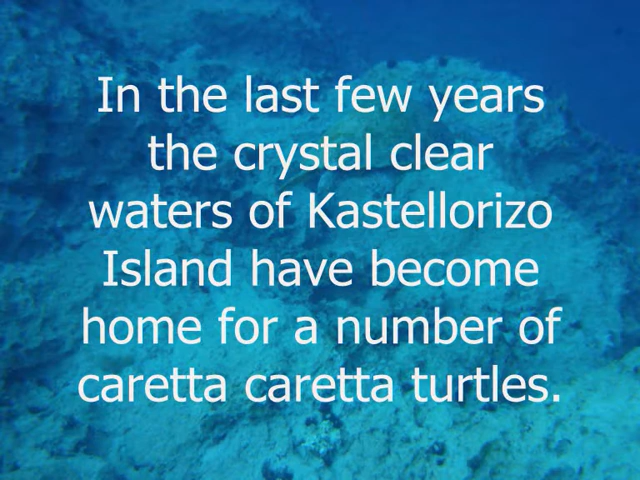 In the last few years
the crystal clear
waters of Kastellorizo
Island have become
home for a number of
caretta caretta turtles.